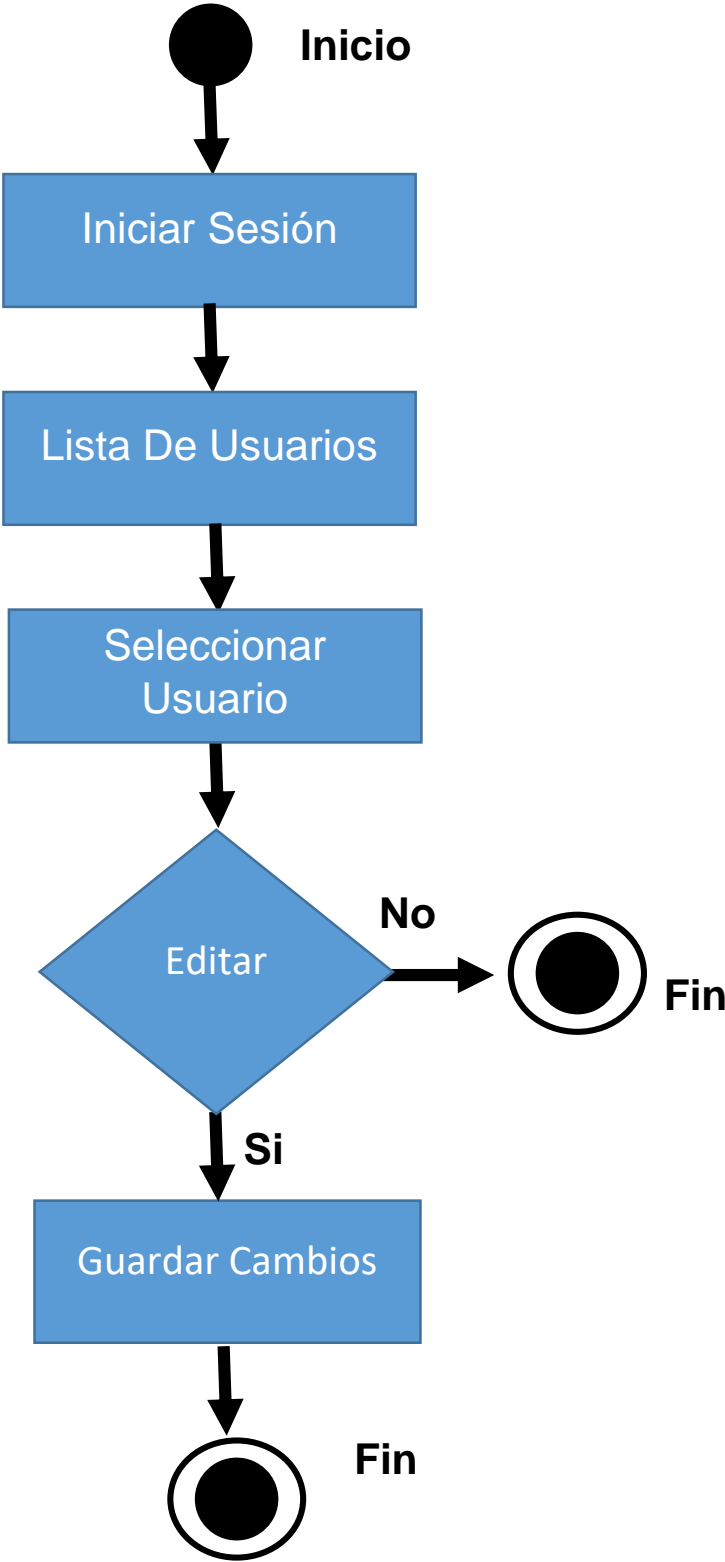 Inicio
Iniciar Sesión
Lista De Usuarios
Seleccionar
Usuario
Editar
No
Fin
Si
Guardar Cambios
Fin